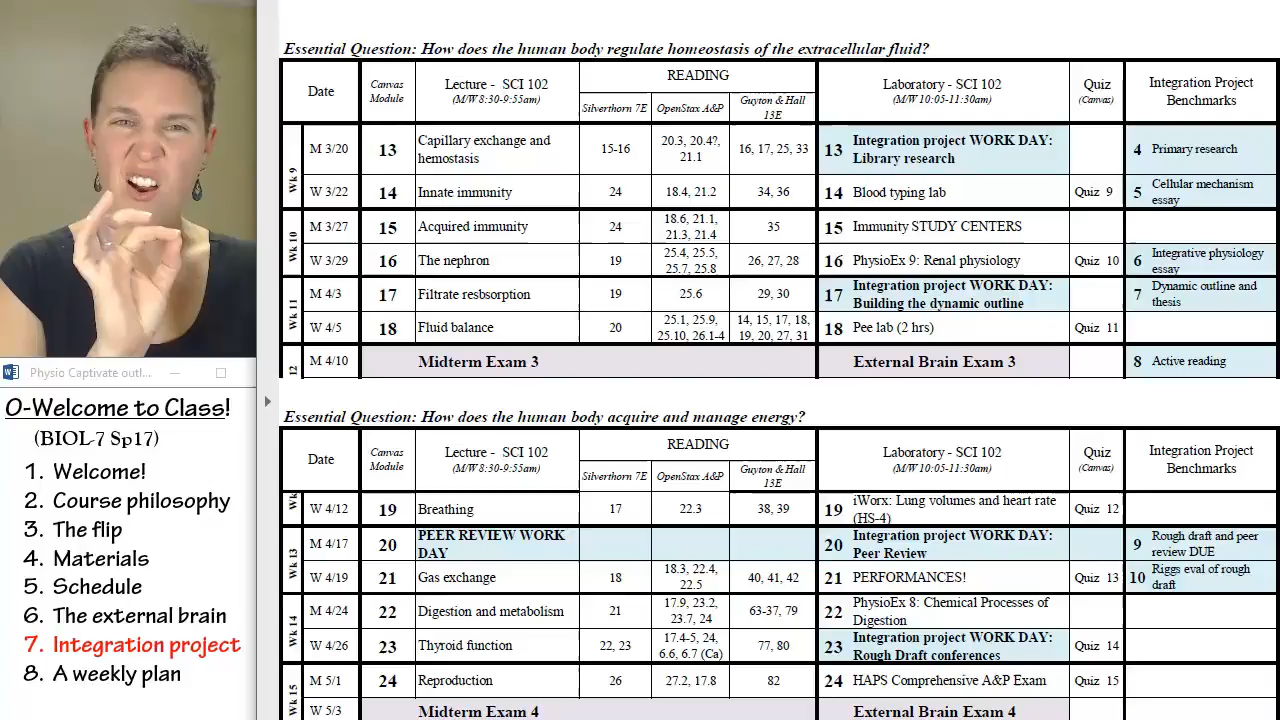 Essential Question: How does the human body regulate homeostasis of the extracellular fluid?
Date
Canvas
Module
Lecture - SCI 102
(M/W 8:30-9:55am)
READING
Silverthorn 7E
OpenStax A&P
Guyton & Hall
13E
Laboratory - SCI 102
(M/W 10:05-11:30am)
Quiz
(Canvas)
Integration Project
Benchmarks
Wk 9
M 3/20
13
Capillary exchange and
hemostasis
15-16
20.3, 20.4?,
21.1
16, 17, 25, 33
13
Integration project WORK DAY:
Library research
4
Primary research
W 3/22
14
Innate immunity
24
18.4, 21.2
34, 36
14
Blood typing lab
Quiz 9
5
Cellular mechanism
essay
Wk 10
M 3/27
15
Acquired immunity
24
18.6, 21.1,
21.3, 21.4
35
15
Immunity STUDY CENTERS
W 3/29
16
The nephron
19
25.4, 25.5,
25.7, 25.8
26, 27, 28
16
PhysioEx 9: Renal physiology
Quiz 10
6
Integrative physiology
essay
Wk 11
M 4/3
17
Filtrate resbsorption
19
25.6
29, 30
17
Integration project WORK DAY:
Building the dynamic outline
7
Dynamic outline and
thesis
W 4/5
18
Fluid balance
20
25.1, 25.9,
25.10, 26.1-4
14, 15, 17, 18,
19, 20, 27, 31
18
Pee lab (2 hrs)
Quiz 11
12
M 4/10
Midterm Exam 3
External Brain Exam 3
8
Active reading
Physio Captivate outl...
O-Welcome to Class!
(BIOL-7 Sp17)
1. Welcome!
2. Course philosophy
3. The flip
4. Materials
5. Schedule
6. The external brain
7. Integration project
8. A weekly plan
Essential Question: How does the human body acquire and manage energy?
Date
Canvas
Module
Lecture - SCI 102
(M/W 8:30-9:55am)
READING
Silverthorn 7E
OpenStax A&P
Guyton & Hall
13E
Laboratory - SCI 102
(M/W 10:05-11:30am)
Quiz
(Canvas)
Integration Project
Benchmarks
Wk
W 4/12
19
Breathing
17
22.3
38, 39
19
iWorx: Lung volumes and heart rate
(HS-4)
Quiz 12
Wk 13
M 4/17
20
PEER REVIEW WORK
DAY
20
Integration project WORK DAY:
Peer Review
9
Rough draft and peer
review DUE
W 4/19
21
Gas exchange
18
18.3, 22.4,
22.5
40, 41, 42
21
PERFORMANCES!
Quiz 13
10
Riggs eval of rough
draft
Wk 14
M 4/24
22
Digestion and metabolism
21
17.9, 23.2,
23.7, 24
63-37, 79
22
PhysioEx 8: Chemical Processes of
Digestion
W 4/26
23
Thyroid function
22, 23
17.4-5, 24,
6.6, 6.7 (Ca)
77, 80
23
Integration project WORK DAY:
Rough Draft conferences
Quiz 14
Wk 15
M 5/1
24
Reproduction
26
27.2, 17.8
82
24
HAPS Comprehensive A&P Exam
Quiz 15
W 5/3
Midterm Exam 4
External Brain Exam 4